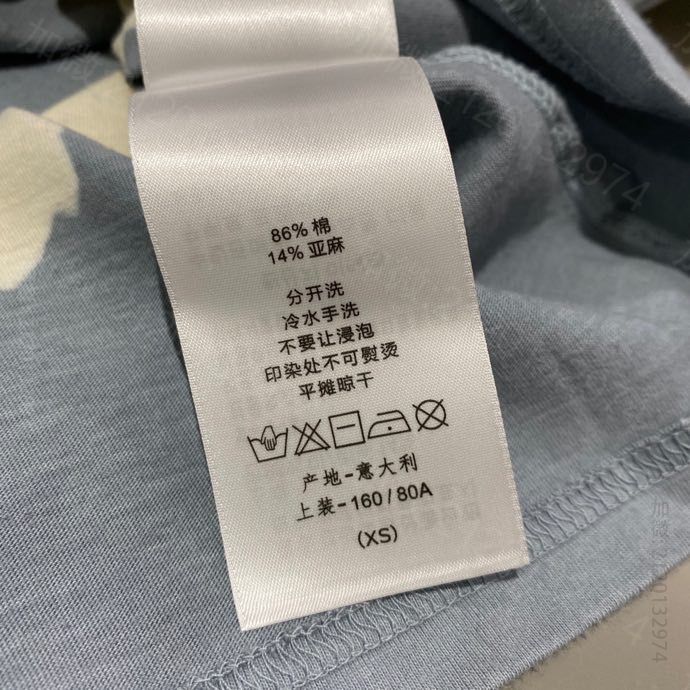 86% 棉
14% 亚麻
分开洗
冷水手洗
不要让浸泡
印染处不可熨烫
平摊晾干
产地-意大利
上装-160 / 80A
(XS)